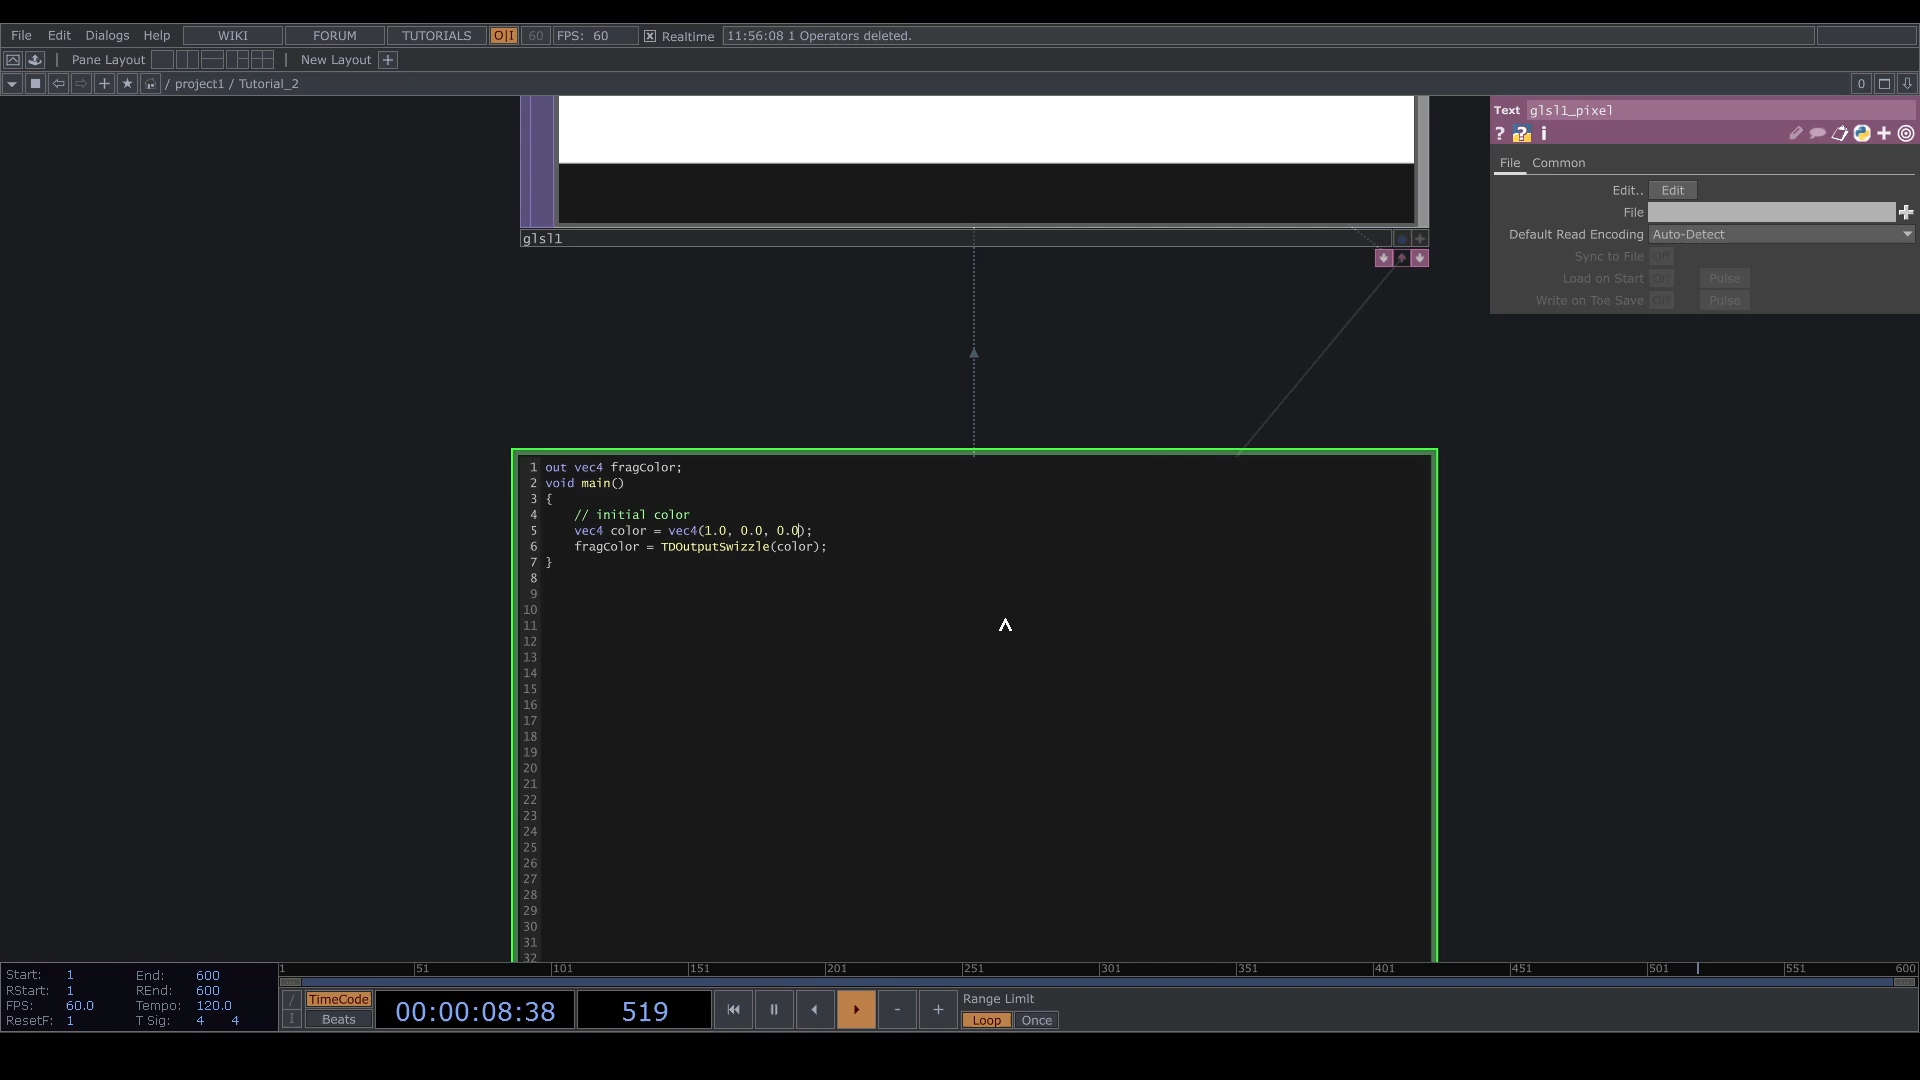 File Edit Dialogs Help WIKI FORUM TUTORIALS O|I 60 FPS: 60 Realtime 11:56:08 1 Operators deleted.
Pane Layout New Layout +
/ project1 / Tutorial_2 0
Text glsl1_pixel
? ? i
File Common
Edit.. Edit
File
Default Read Encoding Auto-Detect
Sync to File Off
Load on Start Off Pulse
Write on Toe Save Off Pulse
glsl1
1 out vec4 fragColor;
2 void main()
3 {
4 // initial color
5 vec4 color = vec4(1.0, 0.0, 0.0);
6 fragColor = TDOutputSwizzle(color);
7 }
8
9
10
11
12
13
14
15
16
17
18
19
20
21
22
23
24
25
26
27
28
29
30
31
32
1 51 101 151 201 251 301 351 401 451 501 551 600
Start: 1 End: 600
RStart: 1 REnd: 600
FPS: 60.0 Tempo: 120.0
ResetF: 1 T Sig: 4 4
/ TimeCode
I Beats
00:00:08:38 519 - +
Range Limit
Loop Once